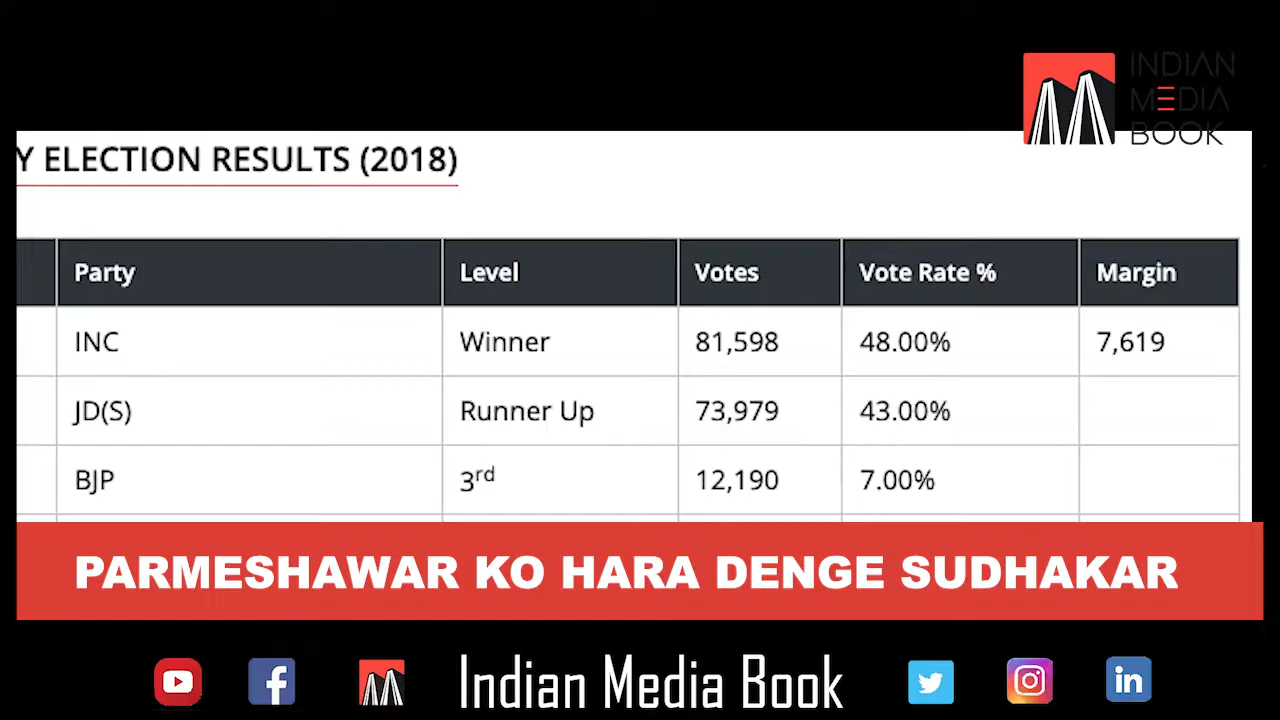 INDIAN
MEDIA
BOOK
Y ELECTION RESULTS (2018)
Party Level Votes Vote Rate % Margin
INC Winner 81,598 48.00% 7,619
JD(S) Runner Up 73,979 43.00%
BJP 3rd 12,190 7.00%
PARMESHAWAR KO HARA DENGE SUDHAKAR
Indian Media Book